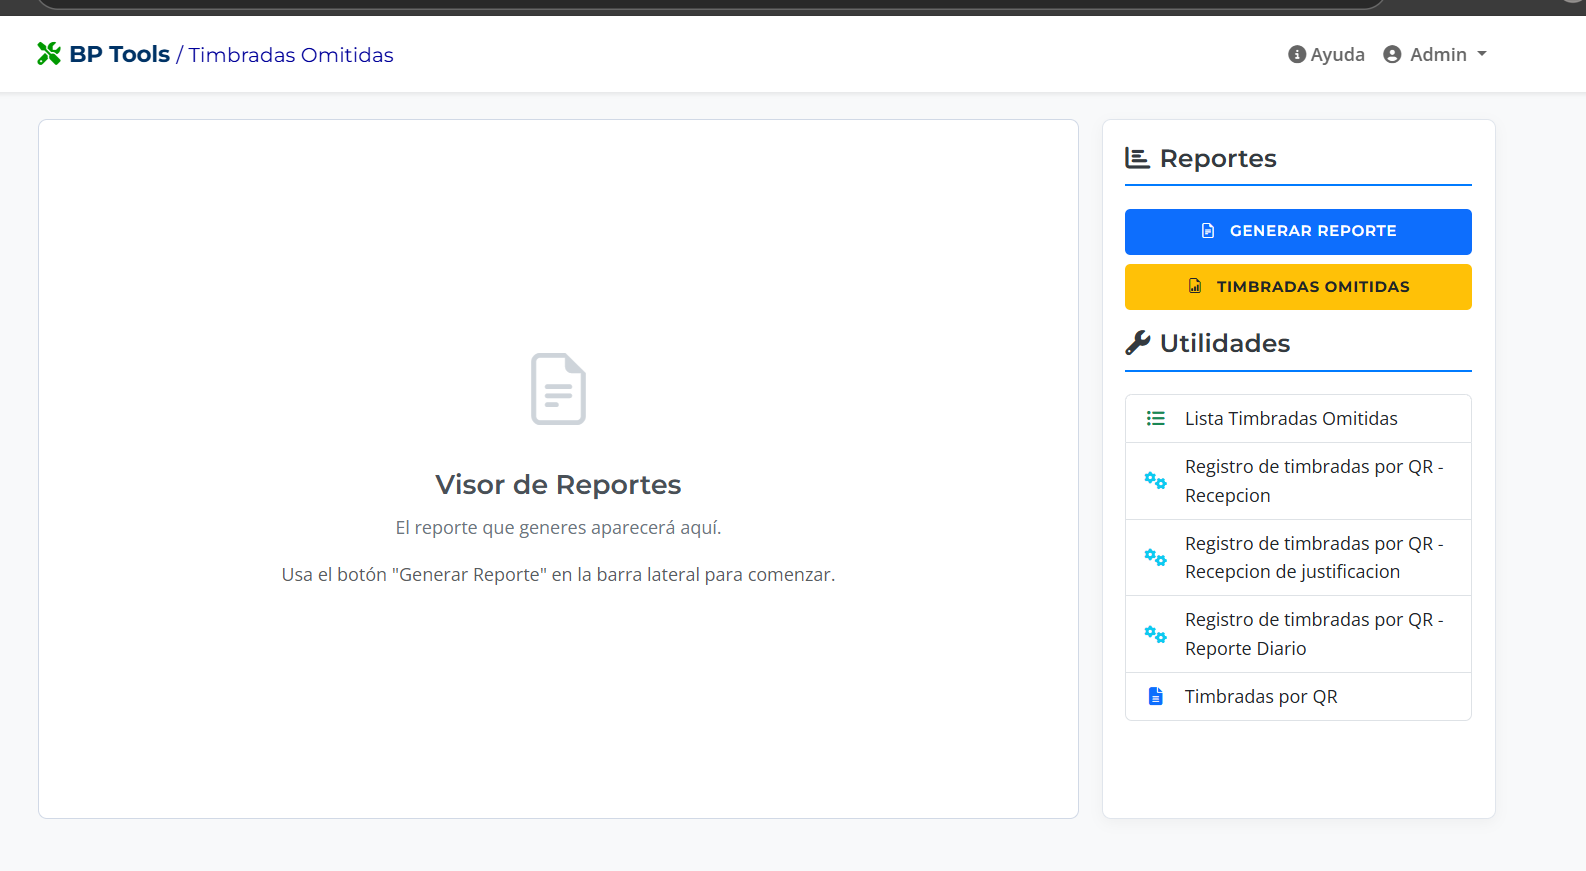 BP Tools / Timbradas Omitidas
Ayuda
Admin
Visor de Reportes
El reporte que generes aparecerá aquí.
Usa el botón "Generar Reporte" en la barra lateral para comenzar.
Reportes
GENERAR REPORTE
TIMBRADAS OMITIDAS
Utilidades
Lista Timbradas Omitidas
Registro de timbradas por QR -
Recepcion
Registro de timbradas por QR -
Recepcion de justificacion
Registro de timbradas por QR -
Reporte Diario
Timbradas por QR